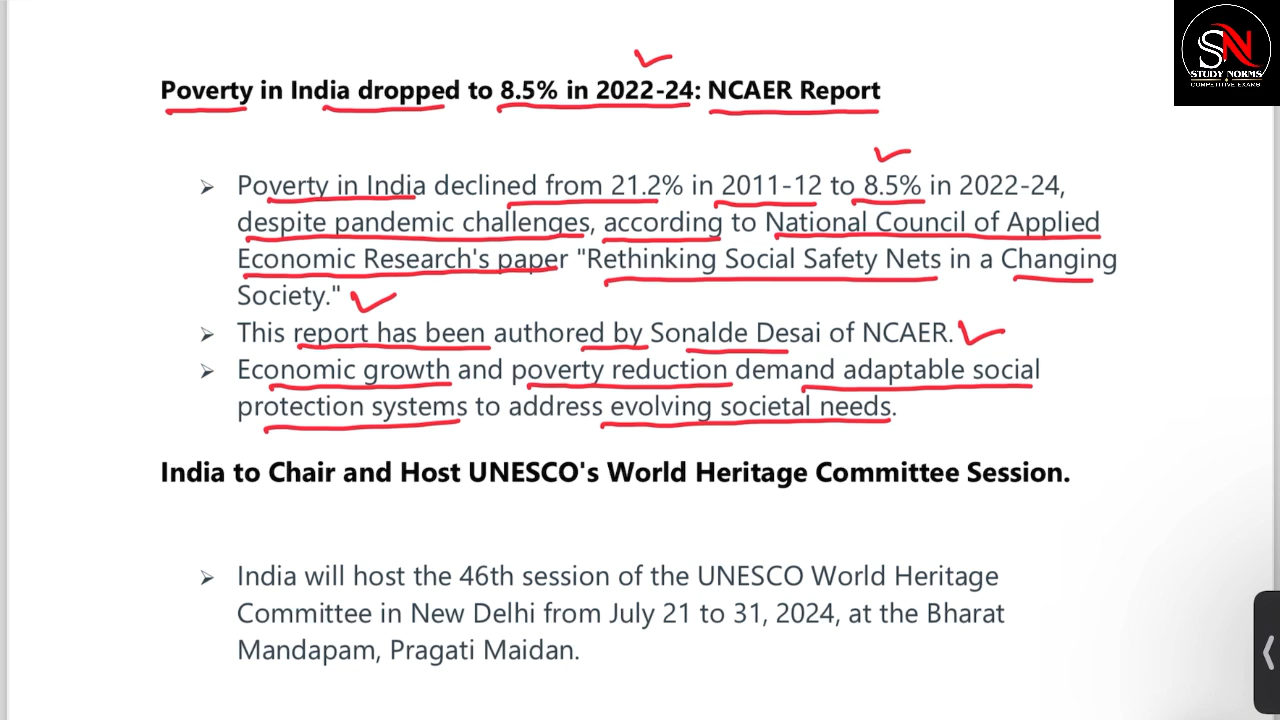 SN
STUDY NORMS
COMPETITIVE EXAMS
Poverty in India dropped to 8.5% in 2022-24: NCAER Report
➢ Poverty in India declined from 21.2% in 2011-12 to 8.5% in 2022-24,
despite pandemic challenges, according to National Council of Applied
Economic Research's paper "Rethinking Social Safety Nets in a Changing
Society."
➢ This report has been authored by Sonalde Desai of NCAER.
➢ Economic growth and poverty reduction demand adaptable social
protection systems to address evolving societal needs.
India to Chair and Host UNESCO's World Heritage Committee Session.
➢ India will host the 46th session of the UNESCO World Heritage
Committee in New Delhi from July 21 to 31, 2024, at the Bharat
Mandapam, Pragati Maidan.